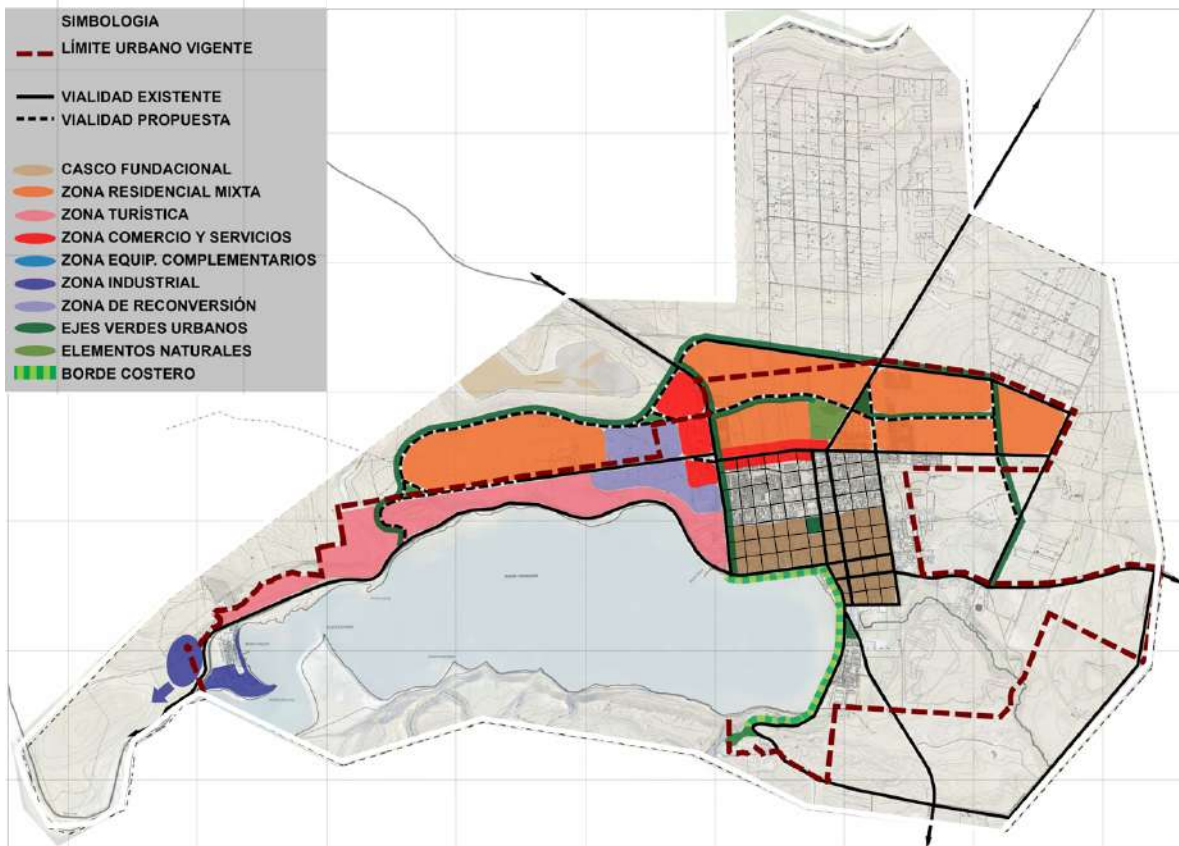 SIMBOLOGIA
LÍMITE URBANO VIGENTE
VIALIDAD EXISTENTE
VIALIDAD PROPUESTA
CASCO FUNDACIONAL
ZONA RESIDENCIAL MIXTA
ZONA TURÍSTICA
ZONA COMERCIO Y SERVICIOS
ZONA EQUIP. COMPLEMENTARIOS
ZONA INDUSTRIAL
ZONA DE RECONVERSIÓN
EJES VERDES URBANOS
ELEMENTOS NATURALES
BORDE COSTERO